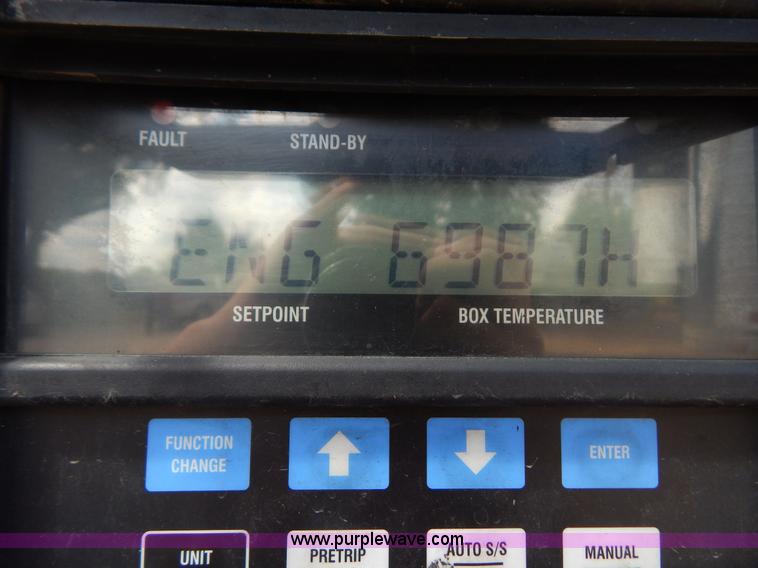 FAULT STAND-BY
ENG 6987H
SETPOINT BOX TEMPERATURE
FUNCTION CHANGE
ENTER
www.purplewave.com
UNIT PRETRIP AUTO S/S MANUAL